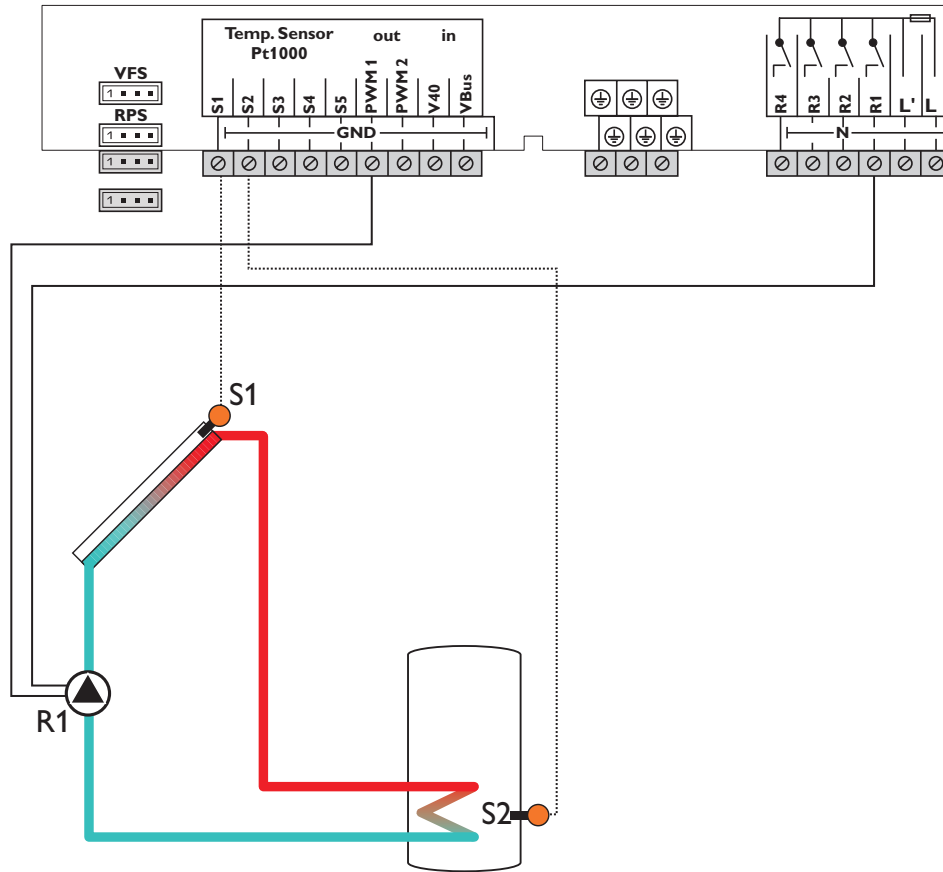 Temp. Sensor out in
Pt1000
VFS
1
RPS
1
1
1
S1 S2 S3 S4 S5 PWM 1 PWM 2 V40 VBus
GND
R4 R3 R2 R1 L' L
N
S1
R1
S2